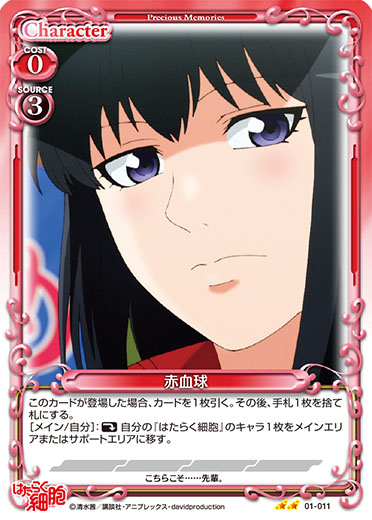 Precious Memories
Character
COST
0
SOURCE
3
赤血球
このカードが登場した場合、カードを1枚引く。その後、手札1枚を捨て
札にする。
[メイン/自分]: 自分の『はたらく細胞』のキャラ1枚をメインエリ
アまたはサポートエリアに移す。
こちらこそ……先輩。
はたらく
細胞
01-011
©清水茜/講談社・アニプレックス・davidproduction